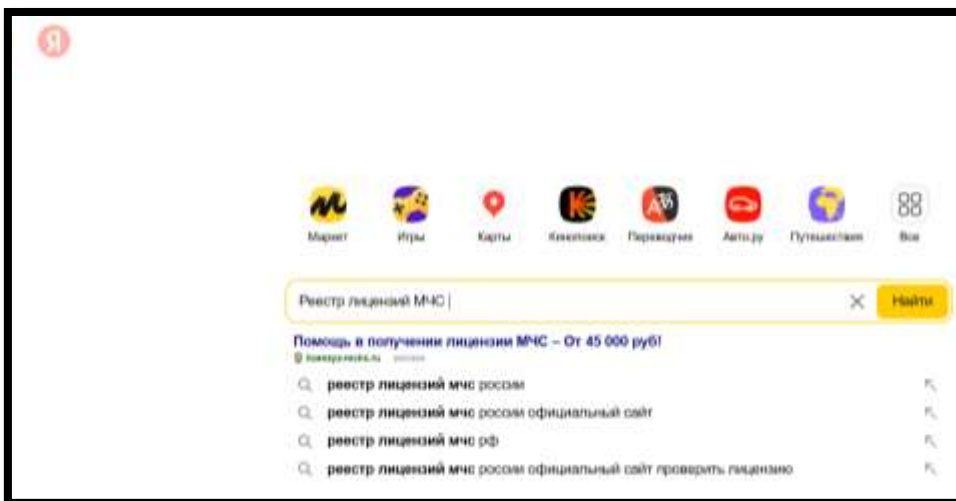 Я
Маркет Игры Карты Кинопоиск Переводчик Авто.ру Путешествия Все
Реестр лицензий МЧС Найти
Помощь в получении лицензии МЧС – От 45 000 руб!
реестр лицензий мчс россии
реестр лицензий мчс россии официальный сайт
реестр лицензий мчс рф
реестр лицензий мчс россии официальный сайт проверить лицензию